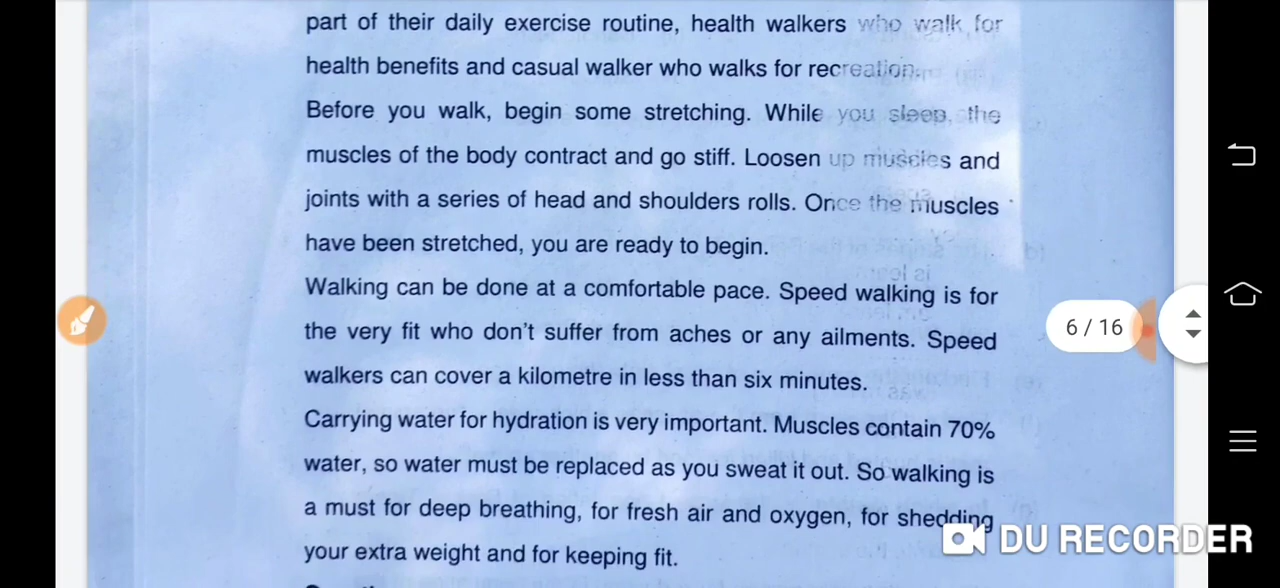 part of their daily exercise routine, health walkers who walk for
health benefits and casual walker who walks for recreation.
Before you walk, begin some stretching. While you sleep, the
muscles of the body contract and go stiff. Loosen up muscles and
joints with a series of head and shoulders rolls. Once the muscles
have been stretched, you are ready to begin.
Walking can be done at a comfortable pace. Speed walking is for
the very fit who don't suffer from aches or any ailments. Speed
walkers can cover a kilometre in less than six minutes.
Carrying water for hydration is very important. Muscles contain 70%
water, so water must be replaced as you sweat it out. So walking is
a must for deep breathing, for fresh air and oxygen, for shedding
your extra weight and for keeping fit.
6 / 16
DU RECORDER